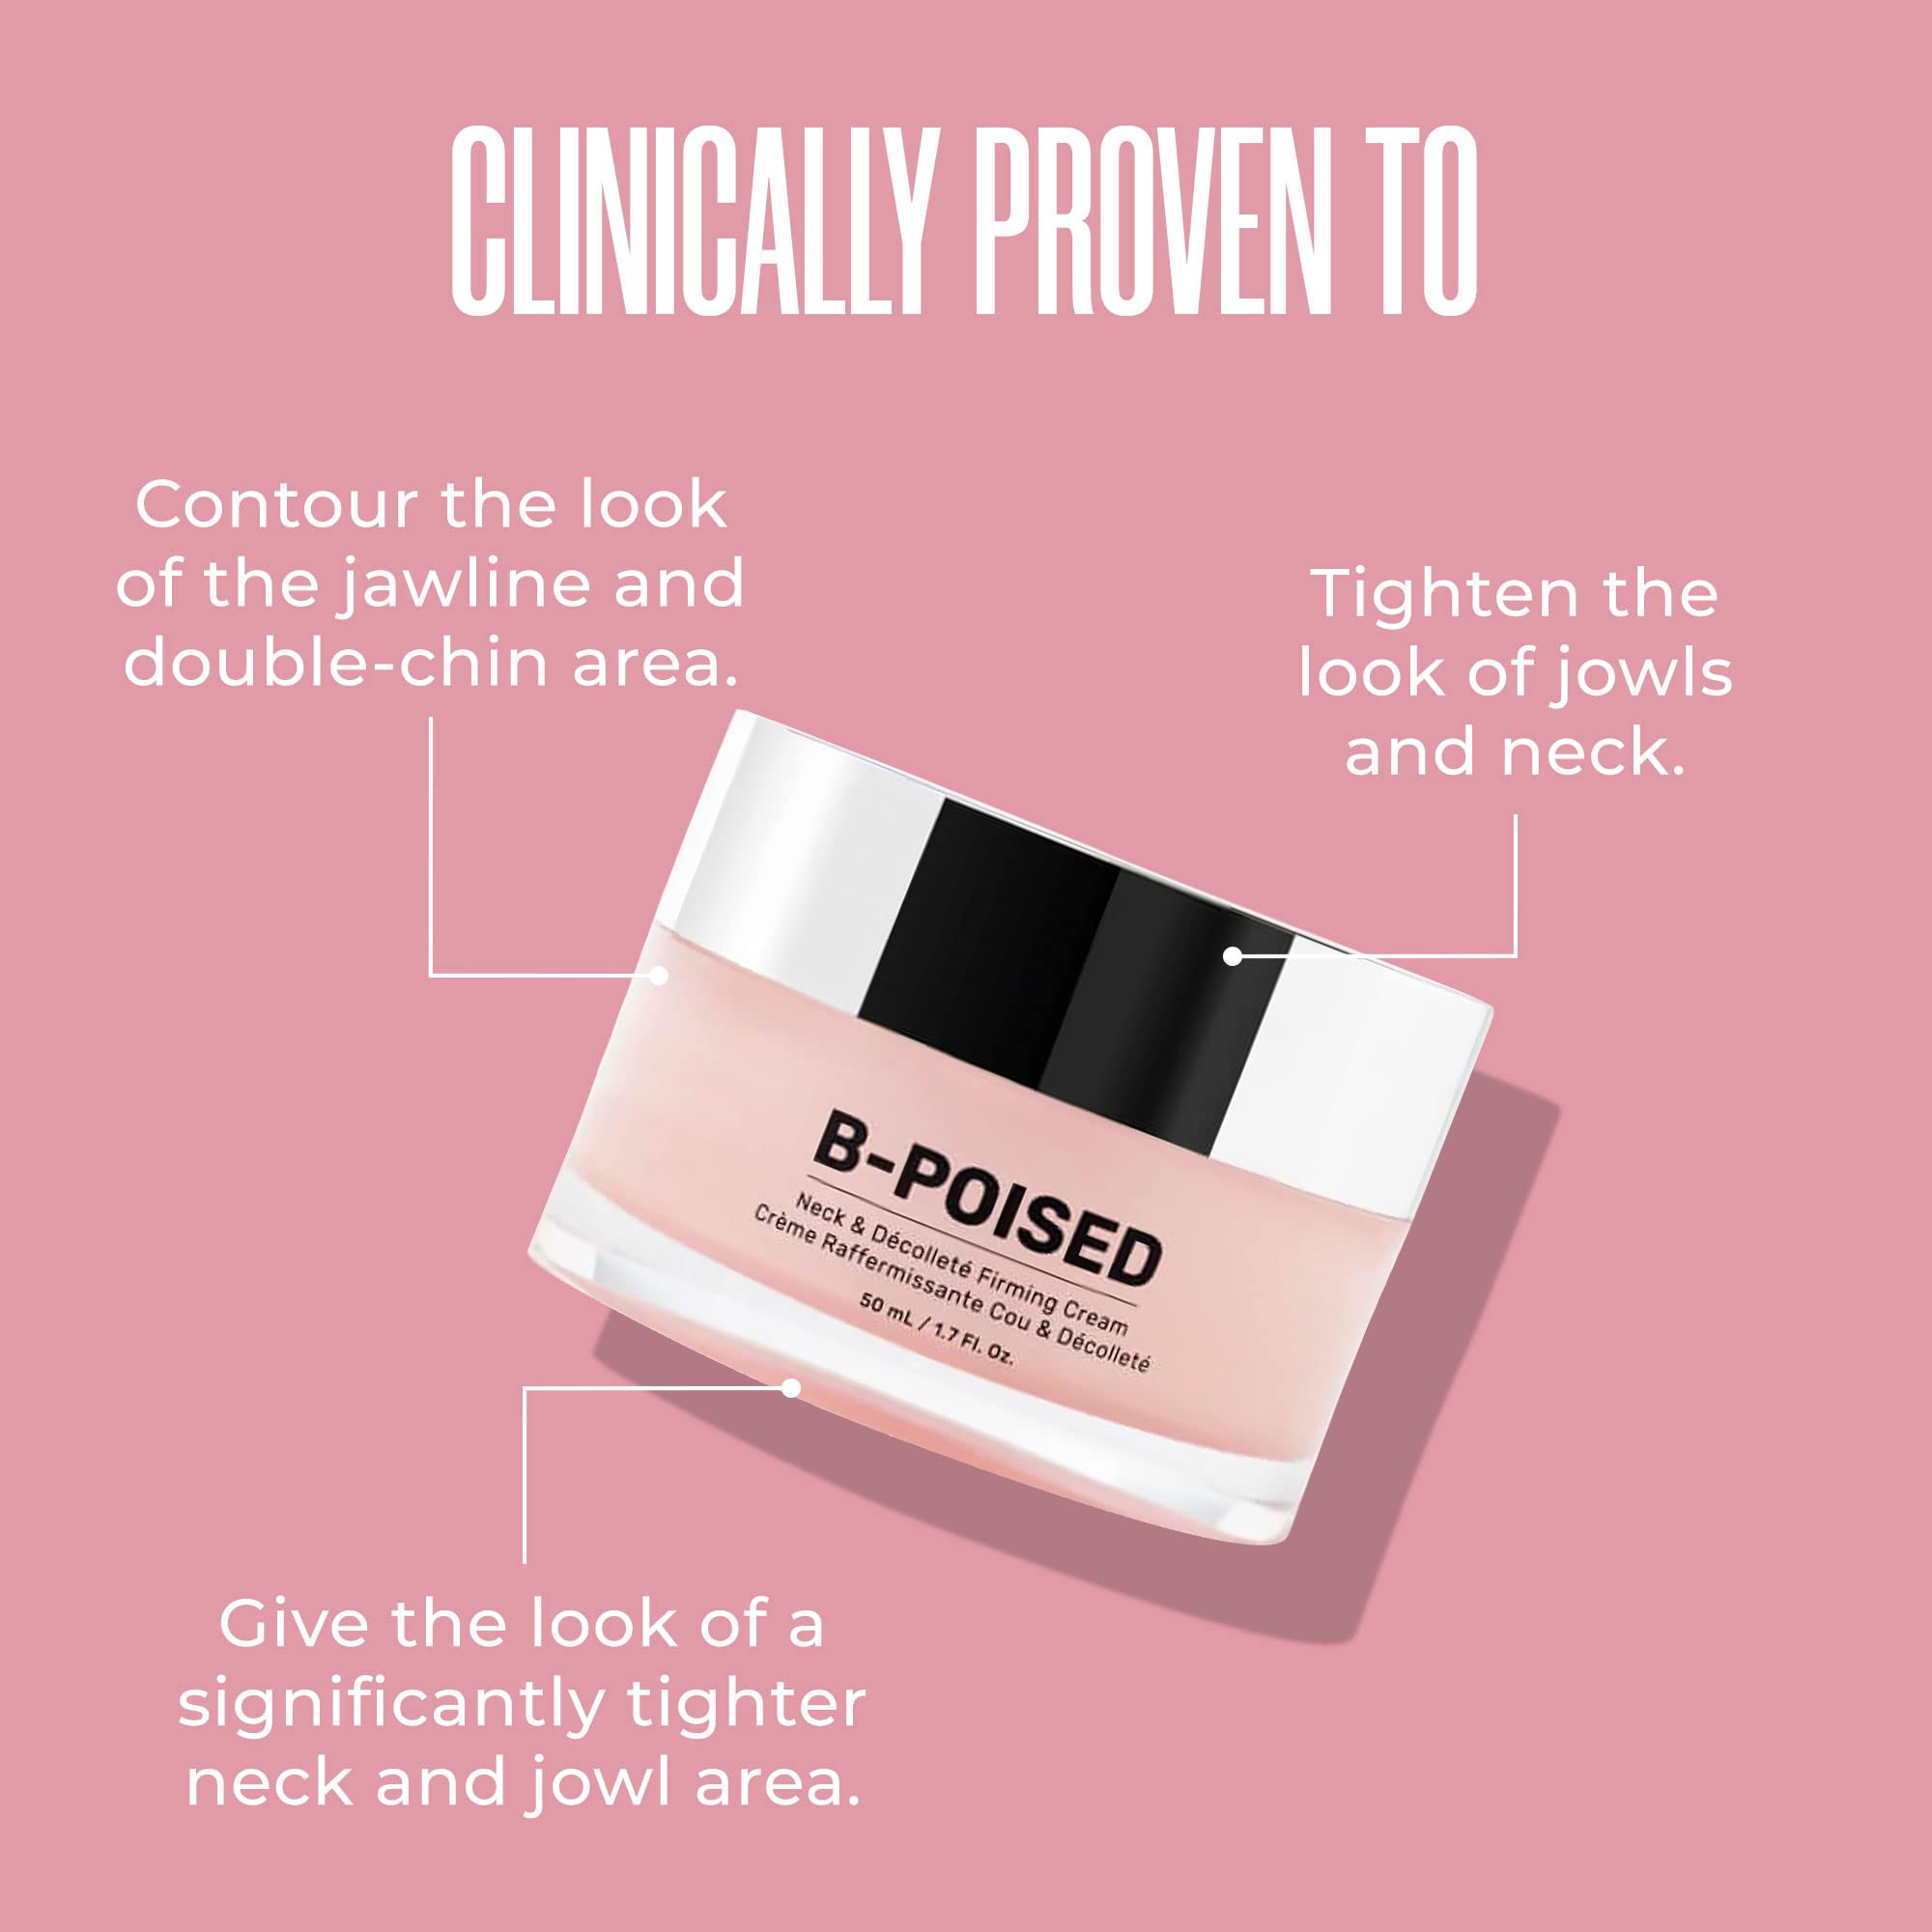 CLINICALLY PROVEN TO
Contour the look
of the jawline and
double-chin area.
Tighten the
look of jowls
and neck.
B-POISED
Neck & Décolleté Firming Cream
Crème Raffermissante Cou & Décolleté
50 mL / 1.7 Fl. Oz.
Give the look of a
significantly tighter
neck and jowl area.